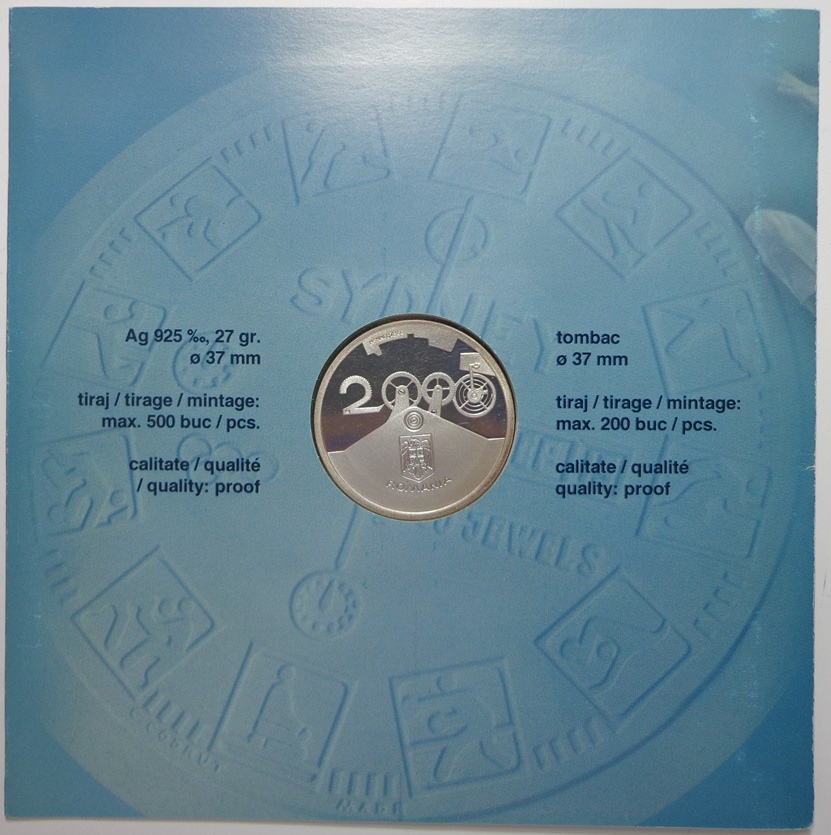 SYDNEY
Ag 925 ‰, 27 gr.
ø 37 mm
tiraj / tirage / mintage:
max. 500 buc / pcs.
calitate / qualité
/ quality: proof
2000
ROMANIA
tombac
ø 37 mm
tiraj / tirage / mintage:
max. 200 buc / pcs.
calitate / qualité
quality: proof
JEWELS